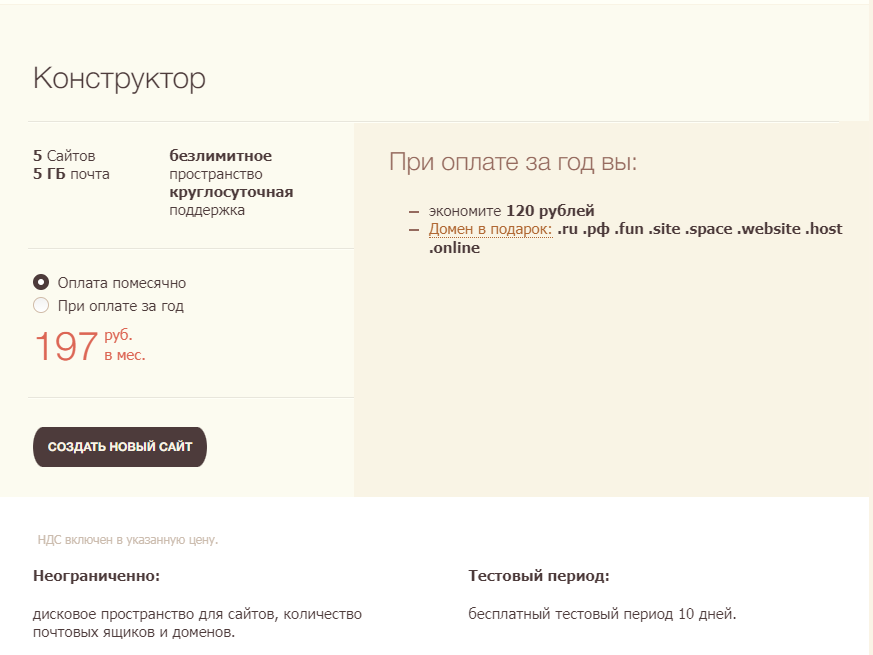 Конструктор
5 Сайтов
5 ГБ почта
безлимитное
пространство
круглосуточная
поддержка
Оплата помесячно
При оплате за год
197 руб.
в мес.
СОЗДАТЬ НОВЫЙ САЙТ
При оплате за год вы:
— экономите 120 рублей
— Домен в подарок: .ru .рф .fun .site .space .website .host
.online
НДС включен в указанную цену.
Неограниченно:
дисковое пространство для сайтов, количество
почтовых ящиков и доменов.
Тестовый период:
бесплатный тестовый период 10 дней.